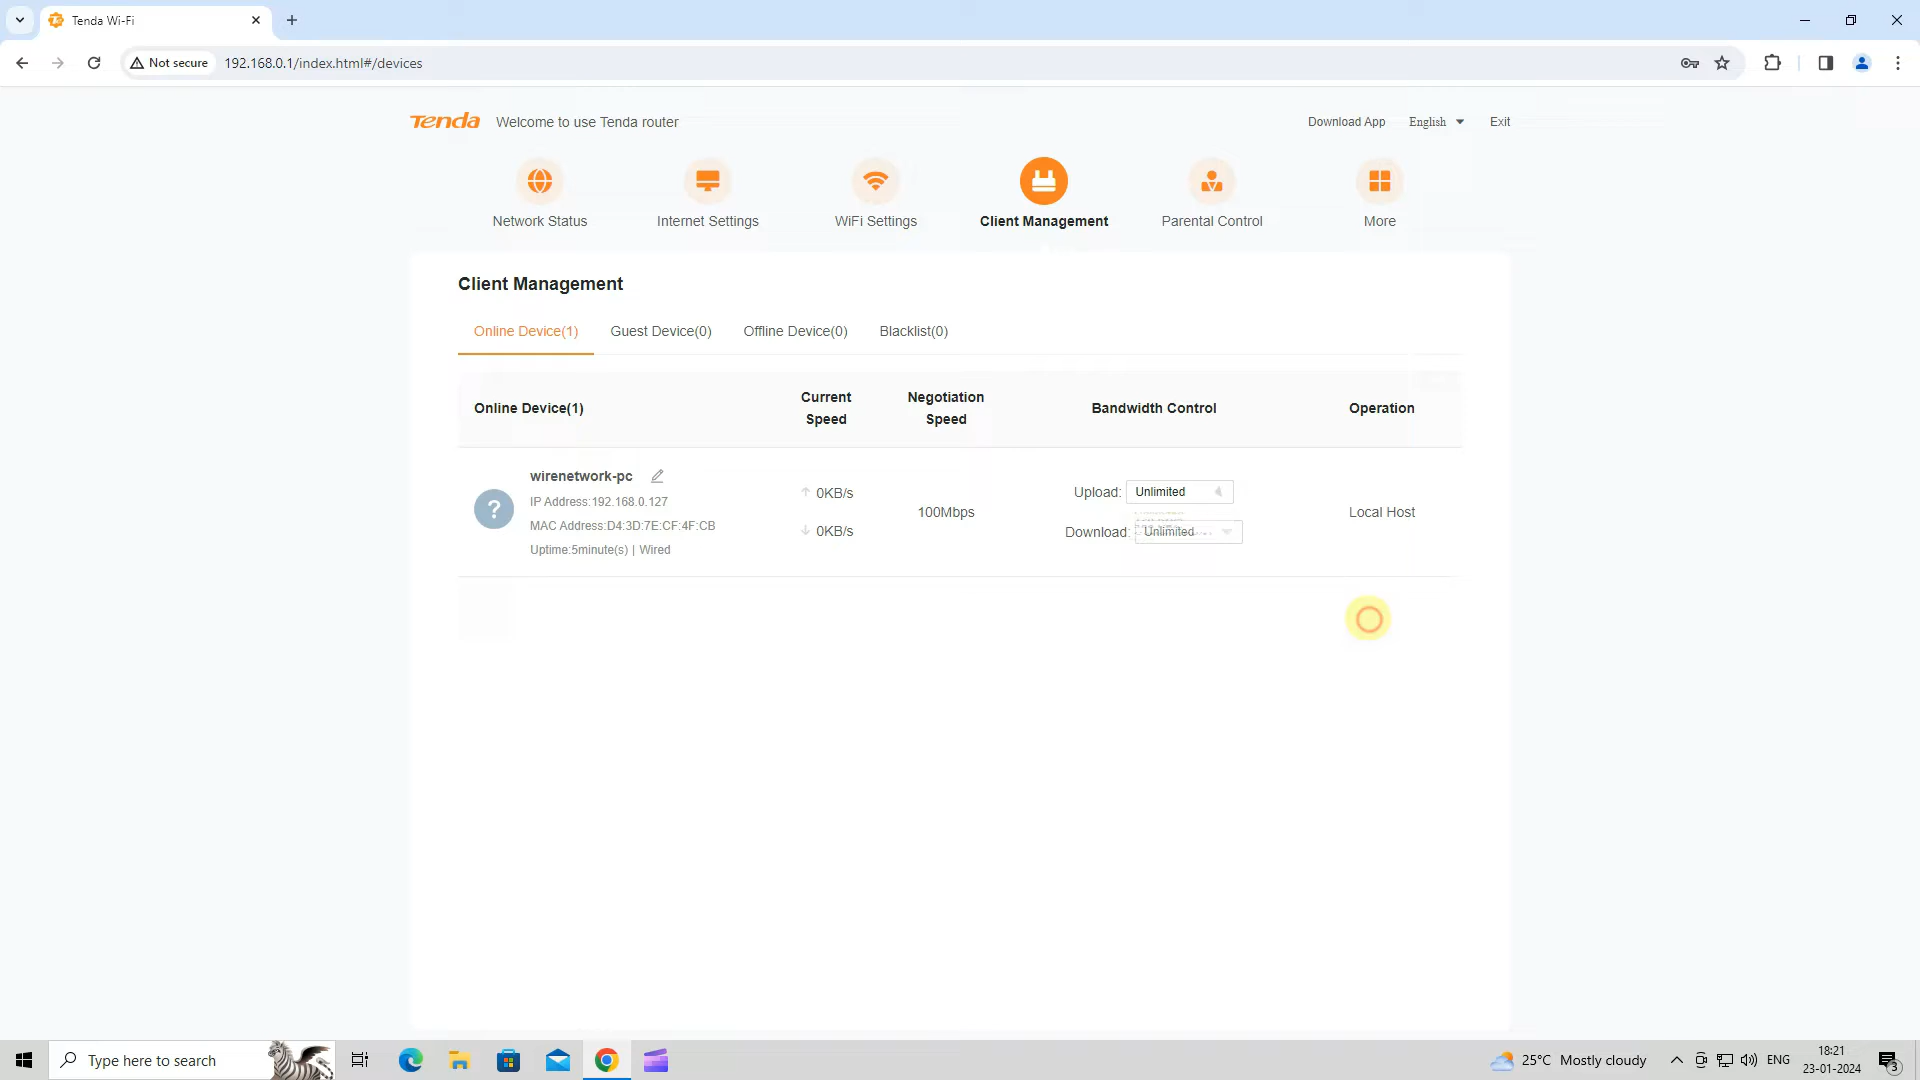 Tenda Wi-Fi
Not secure
192.168.0.1/index.html#/devices
Tenda
Welcome to use Tenda router
Download App
English
Exit
Network Status
Internet Settings
WiFi Settings
Client Management
Parental Control
More
Client Management
Online Device(1)
Guest Device(0)
Offline Device(0)
Blacklist(0)
Online Device(1)
Current
Speed
Negotiation
Speed
Bandwidth Control
Operation
wirenetwork-pc
IP Address:192.168.0.127
MAC Address:D4:3D:7E:CF:4F:CB
Uptime:5minute(s) | Wired
0KB/s
0KB/s
100Mbps
Upload: Unlimited
Download: Unlimited
Local Host
Type here to search
25°C Mostly cloudy
ENG
18:21
23-01-2024
3